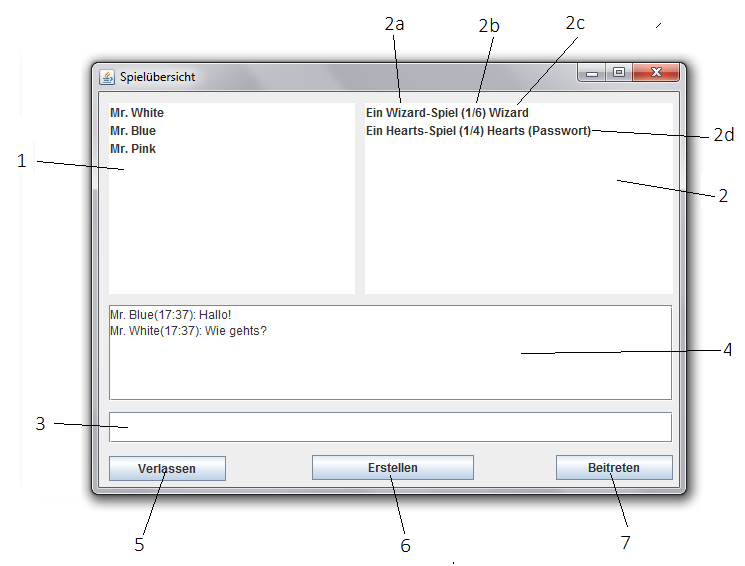 2a 2b 2c
Spielübersicht
Mr. White
Mr. Blue
Mr. Pink
Ein Wizard-Spiel (1/6) Wizard
Ein Hearts-Spiel (1/4) Hearts (Passwort)
2d
1
2
Mr. Blue(17:37): Hallo!
Mr. White(17:37): Wie gehts?
4
3
Verlassen Erstellen Beitreten
5 6 7